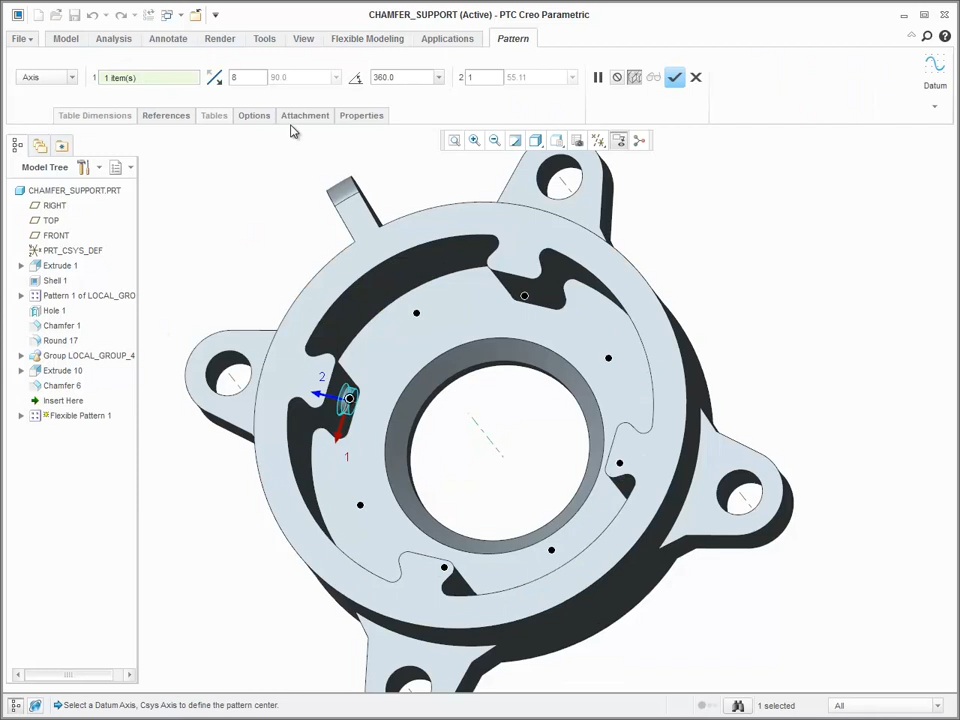 CHAMFER_SUPPORT (Active) - PTC Creo Parametric
File Model Analysis Annotate Render Tools View Flexible Modeling Applications Pattern
Axis 1 1 item(s) 8 90.0 360.0 2 1 55.11
Datum
Table Dimensions References Tables Options Attachment Properties
Model Tree
CHAMFER_SUPPORT.PRT
RIGHT
TOP
FRONT
PRT_CSYS_DEF
Extrude 1
Shell 1
Pattern 1 of LOCAL_GRO
Hole 1
Chamfer 1
Round 17
Group LOCAL_GROUP_4
Extrude 10
Chamfer 6
Insert Here
Flexible Pattern 1
2
1
Select a Datum Axis, Csys Axis to define the pattern center.
1 selected
All